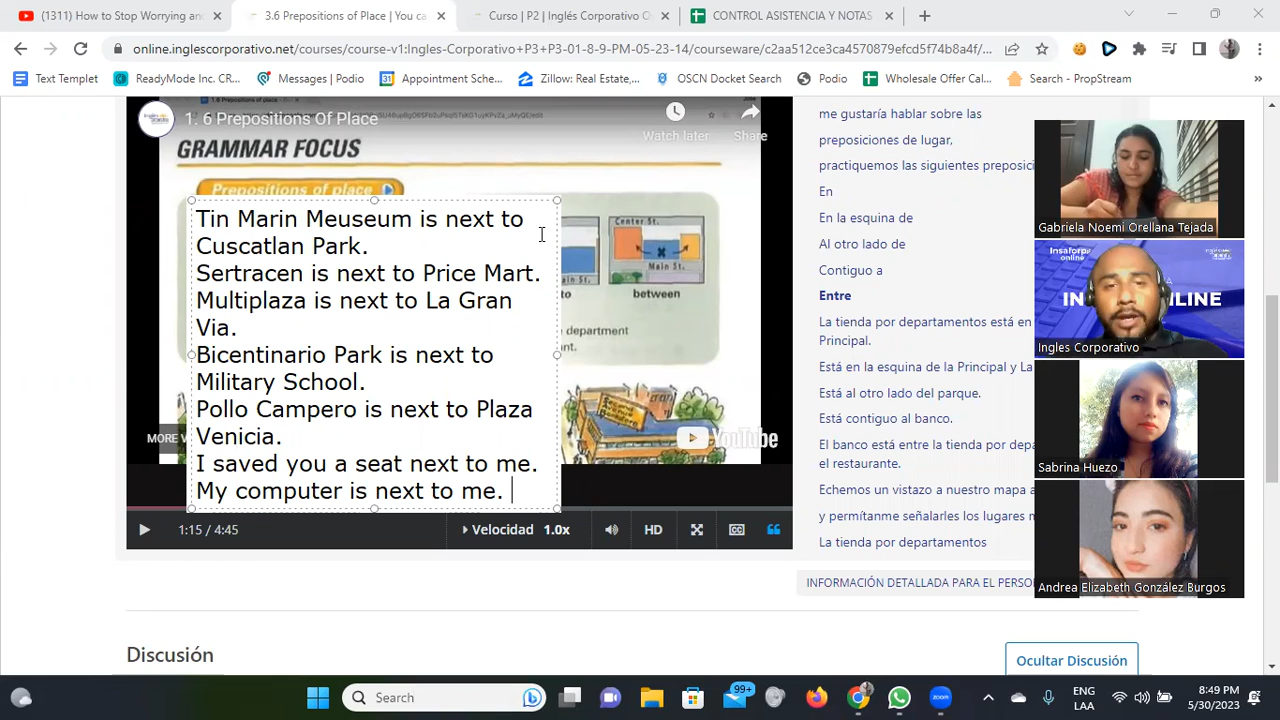 (1311) How to Stop Worrying an
3.6 Prepositions of Place | You ca
Curso | P2 | Inglés Corporativo O
CONTROL ASISTENCIA Y NOTAS
online.inglescorporativo.net/courses/course-v1:Ingles-Corporativo+P3+P3-01-8-9-PM-05-23-14/courseware/c2aa512ce3ca4570879efcd5f74b8a4f/...
Text Templet
ReadyMode Inc. CR...
Messages | Podio
Appointment Sche...
Zillow: Real Estate,...
OSCN Docket Search
Podio
Wholesale Offer Cal...
Search - PropStream
1. 6 Prepositions Of Place
Watch later
Share
GRAMMAR FOCUS
Prepositions of place
Center St.
Main St.
between
e department
nt.
Tin Marin Meuseum is next to
Cuscatlan Park.
Sertracen is next to Price Mart.
Multiplaza is next to La Gran
Via.
Bicentinario Park is next to
Military School.
Pollo Campero is next to Plaza
Venicia.
I saved you a seat next to me.
My computer is next to me.
MORE V
YouTube
1:15 / 4:45
Velocidad 1.0x
HD
me gustaría hablar sobre las
preposiciones de lugar,
practiquemos las siguientes preposici
En
En la esquina de
Al otro lado de
Contiguo a
Entre
La tienda por departamentos está en
Principal.
Está en la esquina de la Principal y La
Está al otro lado del parque.
Está contiguo al banco.
El banco está entre la tienda por depa
el restaurante.
Echemos un vistazo a nuestro mapa a
y permítanme señalarles los lugares m
La tienda por departamentos
INFORMACIÓN DETALLADA PARA EL PERSO
Gabriela Noemi Orellana Tejada
Insaforp
online
Ingles Corporativo
Sabrina Huezo
Andrea Elizabeth González Burgos
Discusión
Ocultar Discusión
Search
99+
ENG
LAA
8:49 PM
5/30/2023